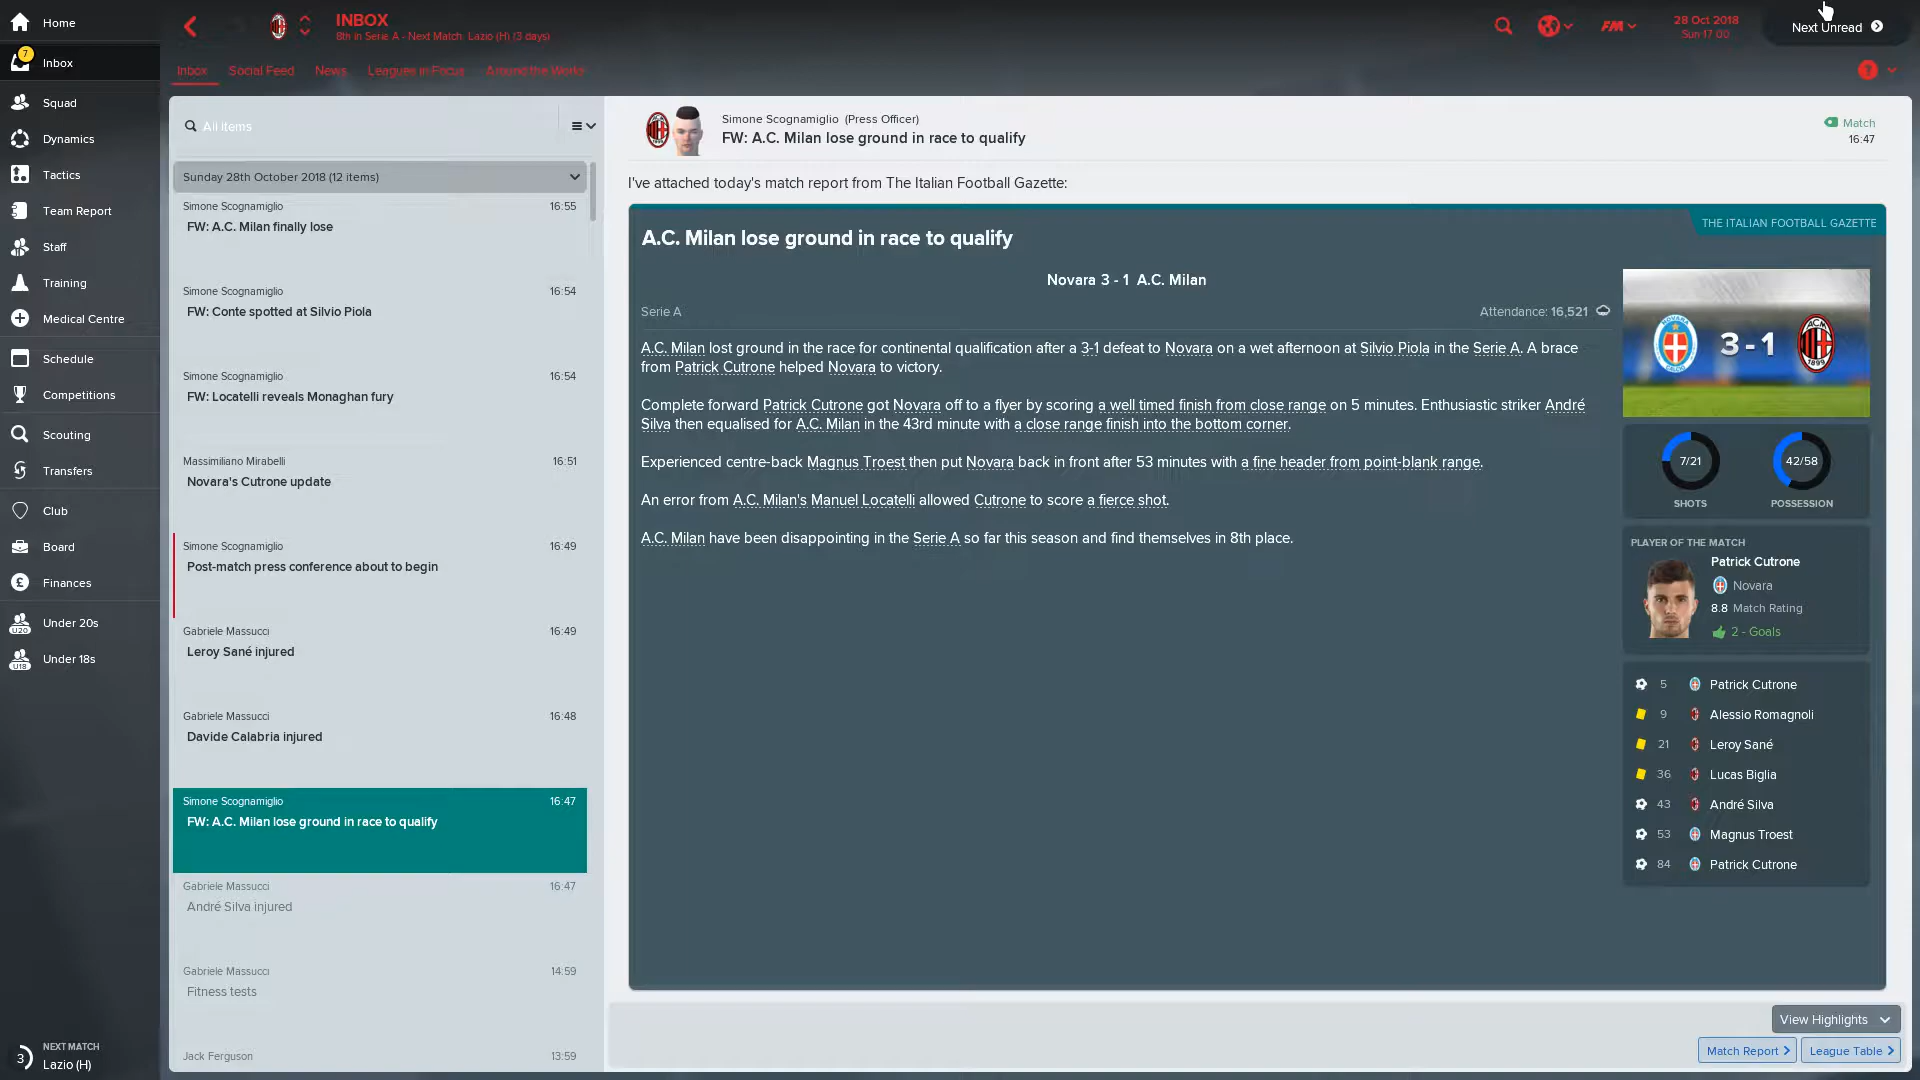 Home
7
Inbox
Squad
Dynamics
Tactics
Team Report
Staff
Training
Medical Centre
Schedule
Competitions
Scouting
Transfers
Club
Board
Finances
U20
Under 20s
U18
Under 18s
3
NEXT MATCH
Lazio (H)
INBOX
8th in Serie A - Next Match: Lazio (H) (3 days)
FM
28 Oct 2018
Sun 17:00
Next Unread
Inbox Social Feed News Leagues in Focus Around the World
?
All Items
Sunday 28th October 2018 (12 items)
Simone Scognamiglio 16:55
FW: A.C. Milan finally lose
Simone Scognamiglio 16:54
FW: Conte spotted at Silvio Piola
Simone Scognamiglio 16:54
FW: Locatelli reveals Monaghan fury
Massimiliano Mirabelli 16:51
Novara's Cutrone update
Simone Scognamiglio 16:49
Post-match press conference about to begin
Gabriele Massucci 16:49
Leroy Sané injured
Gabriele Massucci 16:48
Davide Calabria injured
Simone Scognamiglio 16:47
FW: A.C. Milan lose ground in race to qualify
Gabriele Massucci 16:47
André Silva injured
Gabriele Massucci 14:59
Fitness tests
Jack Ferguson 13:59
Simone Scognamiglio (Press Officer)
FW: A.C. Milan lose ground in race to qualify
Match
16:47
I've attached today's match report from The Italian Football Gazette:
THE ITALIAN FOOTBALL GAZETTE
A.C. Milan lose ground in race to qualify
Novara 3 - 1 A.C. Milan
Serie A Attendance: 16,521
A.C. Milan lost ground in the race for continental qualification after a 3-1 defeat to Novara on a wet afternoon at Silvio Piola in the Serie A. A brace
from Patrick Cutrone helped Novara to victory.
Complete forward Patrick Cutrone got Novara off to a flyer by scoring a well timed finish from close range on 5 minutes. Enthusiastic striker André
Silva then equalised for A.C. Milan in the 43rd minute with a close range finish into the bottom corner.
Experienced centre-back Magnus Troest then put Novara back in front after 53 minutes with a fine header from point-blank range.
An error from A.C. Milan's Manuel Locatelli allowed Cutrone to score a fierce shot.
A.C. Milan have been disappointing in the Serie A so far this season and find themselves in 8th place.
NOVARA
CALCIO
3 - 1
ACM
1899
7/21
SHOTS
42/58
POSSESSION
PLAYER OF THE MATCH
Patrick Cutrone
Novara
8.8 Match Rating
2 - Goals
5 Patrick Cutrone
9 Alessio Romagnoli
21 Leroy Sané
36 Lucas Biglia
43 André Silva
53 Magnus Troest
84 Patrick Cutrone
View Highlights
Match Report
League Table